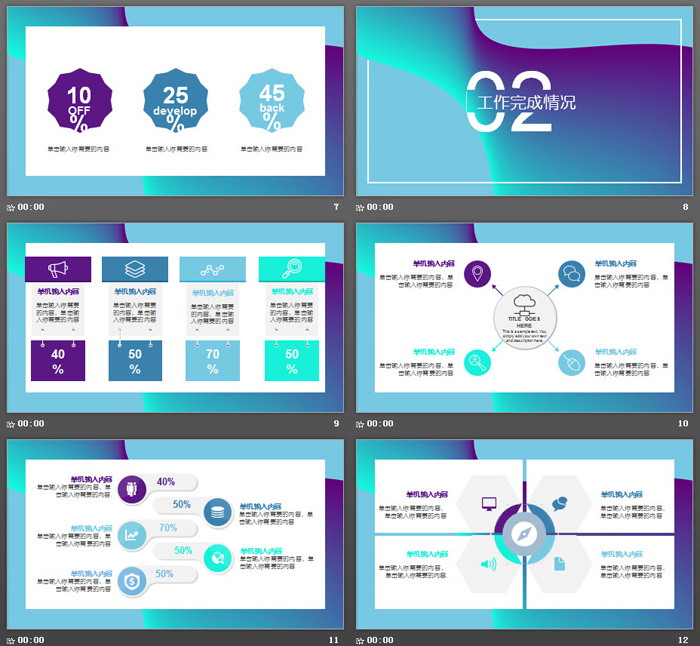 10
OFF
%
25
develop
%
45
back
%
单击输入你需要的内容
单击输入你需要的内容
单击输入你需要的内容
00:00
7
02
工作完成情况
00:00
8
单机输入内容
单击输入你需要
的内容，单击输
入你需要的内容
40
%
单机输入内容
单击输入你需要
的内容，单击输
入你需要的内容
50
%
单机输入内容
单击输入你需要
的内容，单击输
入你需要的内容
70
%
单机输入内容
单击输入你需要
的内容，单击输
入你需要的内容
50
%
00:00
9
单机输入内容
单击输入你需要的内容，单
击输入你需要的内容
单机输入内容
单击输入你需要的内容，单
击输入你需要的内容
TITLE GOES
HERE
This is a sample text. You
simply add your own text
and description here.
单机输入内容
单击输入你需要的内容，单
击输入你需要的内容
单机输入内容
单击输入你需要的内容，单
击输入你需要的内容
00:00
10
单机输入内容
单击输入你需要的内容，单
击输入你需要的内容
40%
50%
单机输入内容
单击输入你需要的内容，单
击输入你需要的内容
单机输入内容
单击输入你需要的内容，单
击输入你需要的内容
70%
50%
单机输入内容
单击输入你需要的内容，单
击输入你需要的内容
单机输入内容
单击输入你需要的内容，单
击输入你需要的内容
50%
00:00
11
单机输入内容
单击输入你需要的内容，单
击输入你需要的内容
单机输入内容
单击输入你需要的内容，单
击输入你需要的内容
单机输入内容
单击输入你需要的内容，单
击输入你需要的内容
单机输入内容
单击输入你需要的内容，单
击输入你需要的内容
00:00
12